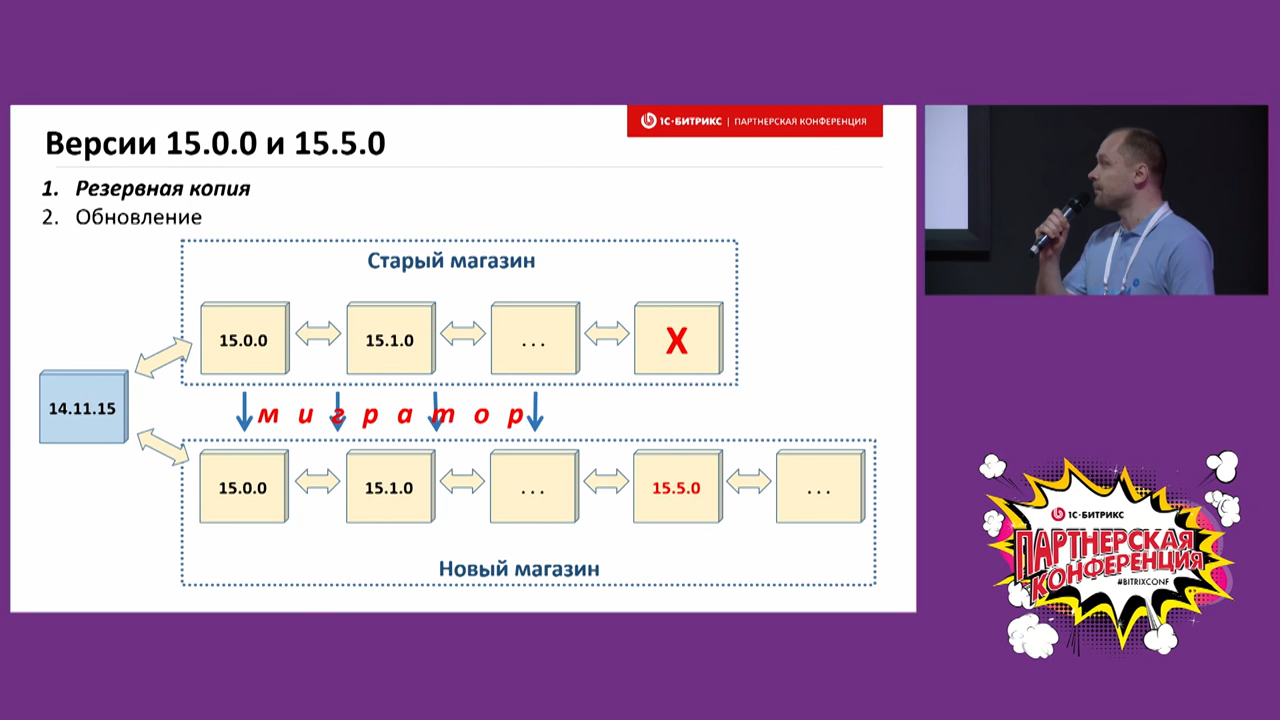 1С-БИТРИКС | ПАРТНЕРСКАЯ КОНФЕРЕНЦИЯ
Версии 15.0.0 и 15.5.0
1. Резервная копия
2. Обновление
Старый магазин
15.0.0 15.1.0 ... X
14.11.15
мигратор
15.0.0 15.1.0 ... 15.5.0 ...
Новый магазин
1С-БИТРИКС
ПАРТНЕРСКАЯ
КОНФЕРЕНЦИЯ
#BITRIXCONF